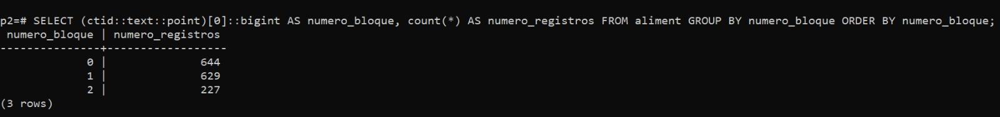 p2=# SELECT (ctid::text::point)[0]::bigint AS numero_bloque, count(*) AS numero_registros FROM aliment GROUP BY numero_bloque ORDER BY numero_bloque;
 numero_bloque | numero_registros
---------------+------------------
             0 |              644
             1 |              629
             2 |              227
(3 rows)